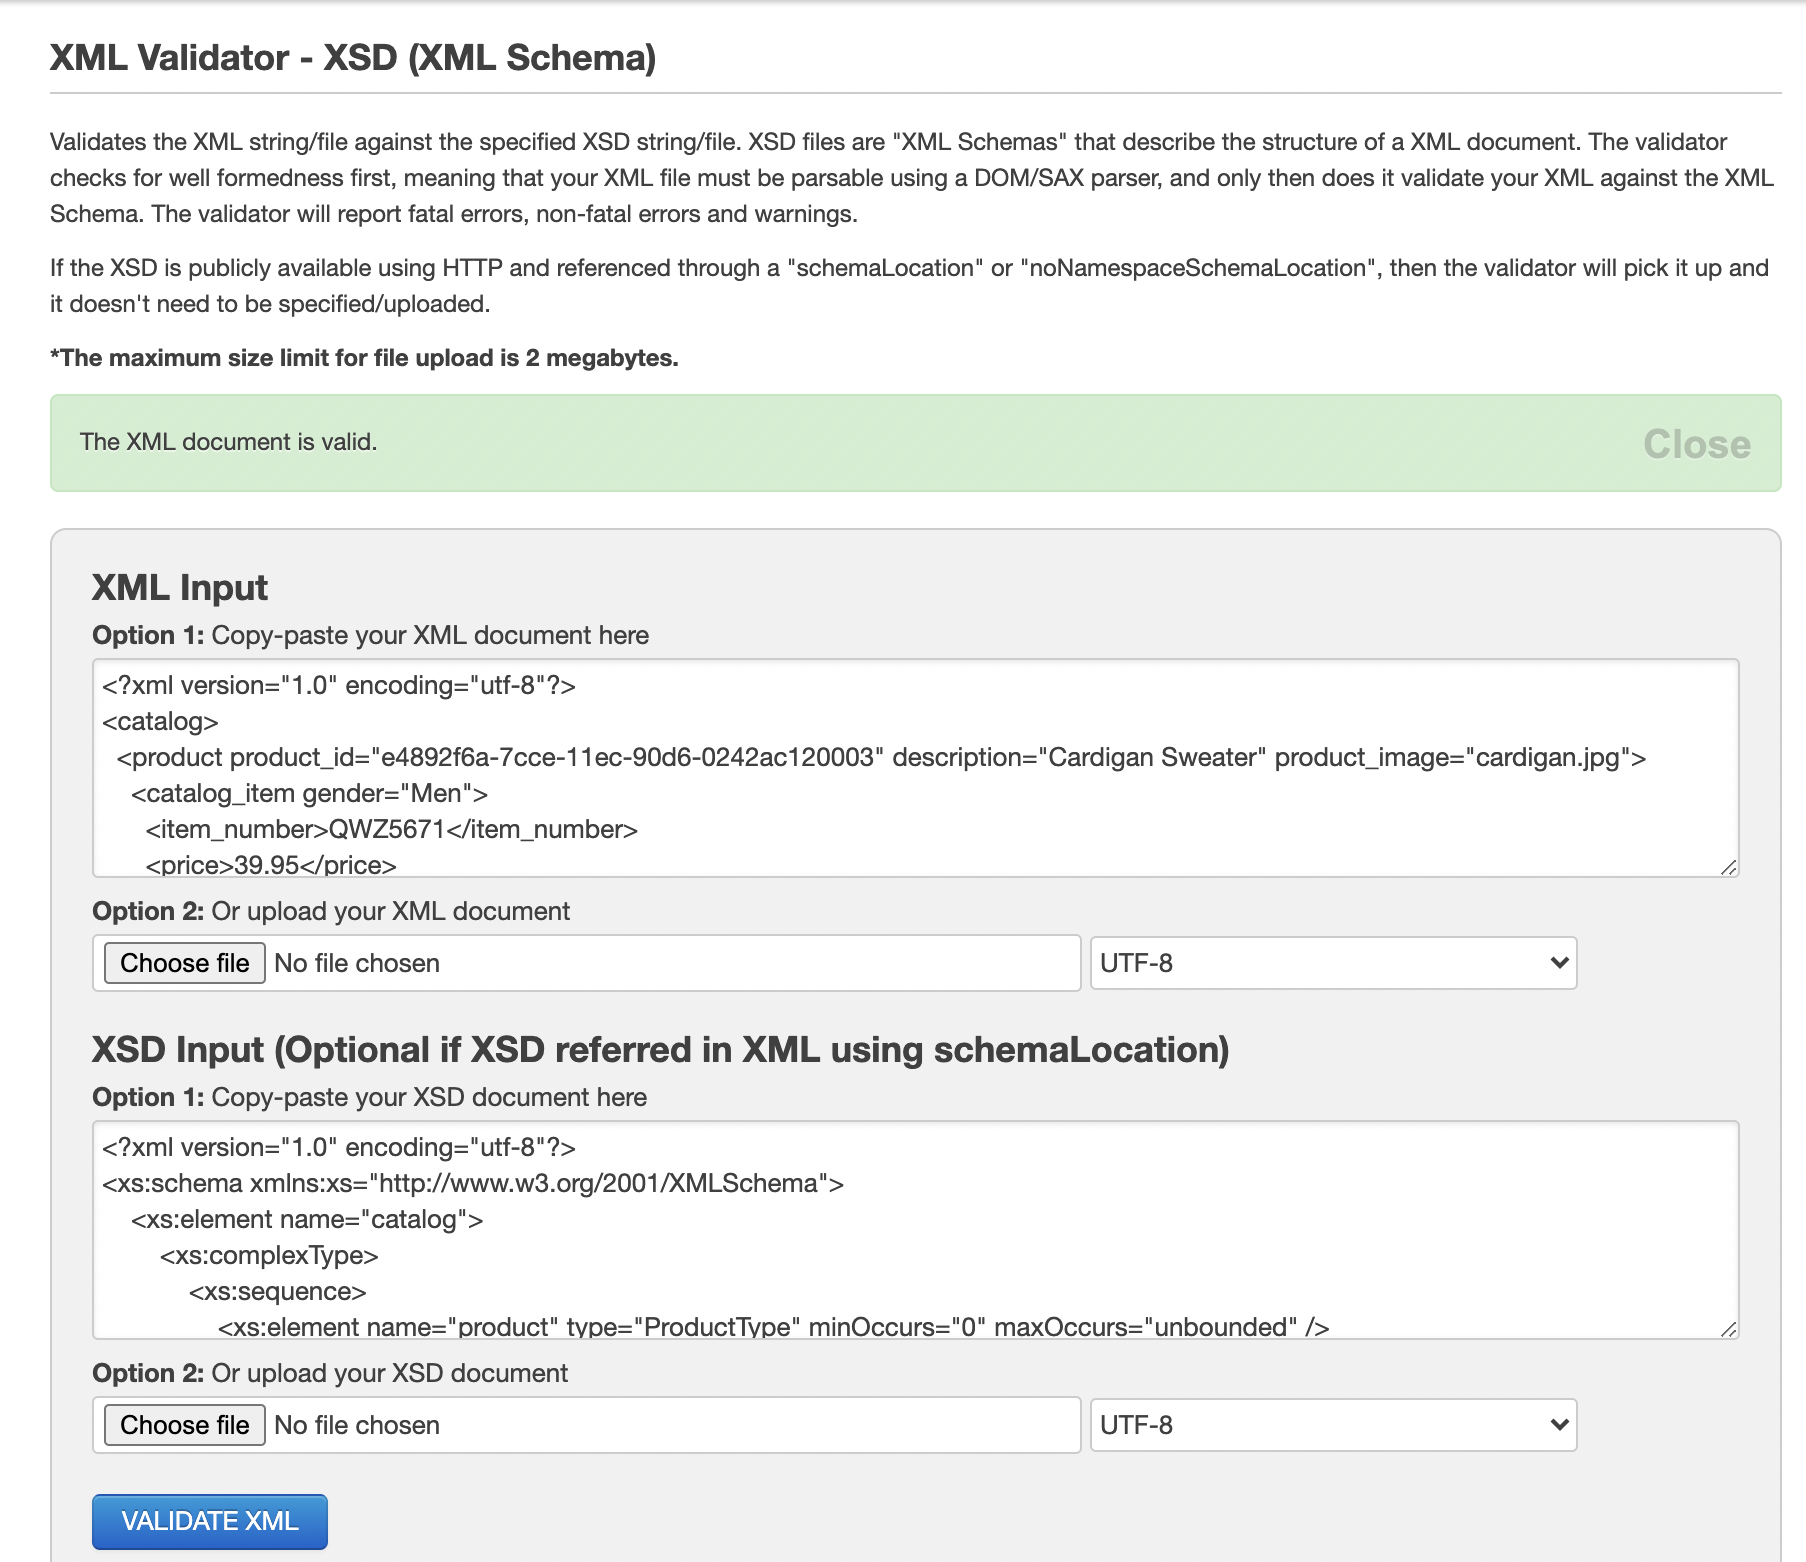 XML Validator - XSD (XML Schema)
Validates the XML string/file against the specified XSD string/file. XSD files are "XML Schemas" that describe the structure of a XML document. The validator
checks for well formedness first, meaning that your XML file must be parsable using a DOM/SAX parser, and only then does it validate your XML against the XML
Schema. The validator will report fatal errors, non-fatal errors and warnings.
If the XSD is publicly available using HTTP and referenced through a "schemaLocation" or "noNamespaceSchemaLocation", then the validator will pick it up and
it doesn't need to be specified/uploaded.
*The maximum size limit for file upload is 2 megabytes.
The XML document is valid. Close
XML Input
Option 1: Copy-paste your XML document here
<?xml version="1.0" encoding="utf-8"?>
<catalog>
<product product_id="e4892f6a-7cce-11ec-90d6-0242ac120003" description="Cardigan Sweater" product_image="cardigan.jpg">
<catalog_item gender="Men">
<item_number>QWZ5671</item_number>
<price>39.95</price>
Option 2: Or upload your XML document
Choose file No file chosen UTF-8
XSD Input (Optional if XSD referred in XML using schemaLocation)
Option 1: Copy-paste your XSD document here
<?xml version="1.0" encoding="utf-8"?>
<xs:schema xmlns:xs="http://www.w3.org/2001/XMLSchema">
<xs:element name="catalog">
<xs:complexType>
<xs:sequence>
<xs:element name="product" type="ProductType" minOccurs="0" maxOccurs="unbounded" />
Option 2: Or upload your XSD document
Choose file No file chosen UTF-8
VALIDATE XML